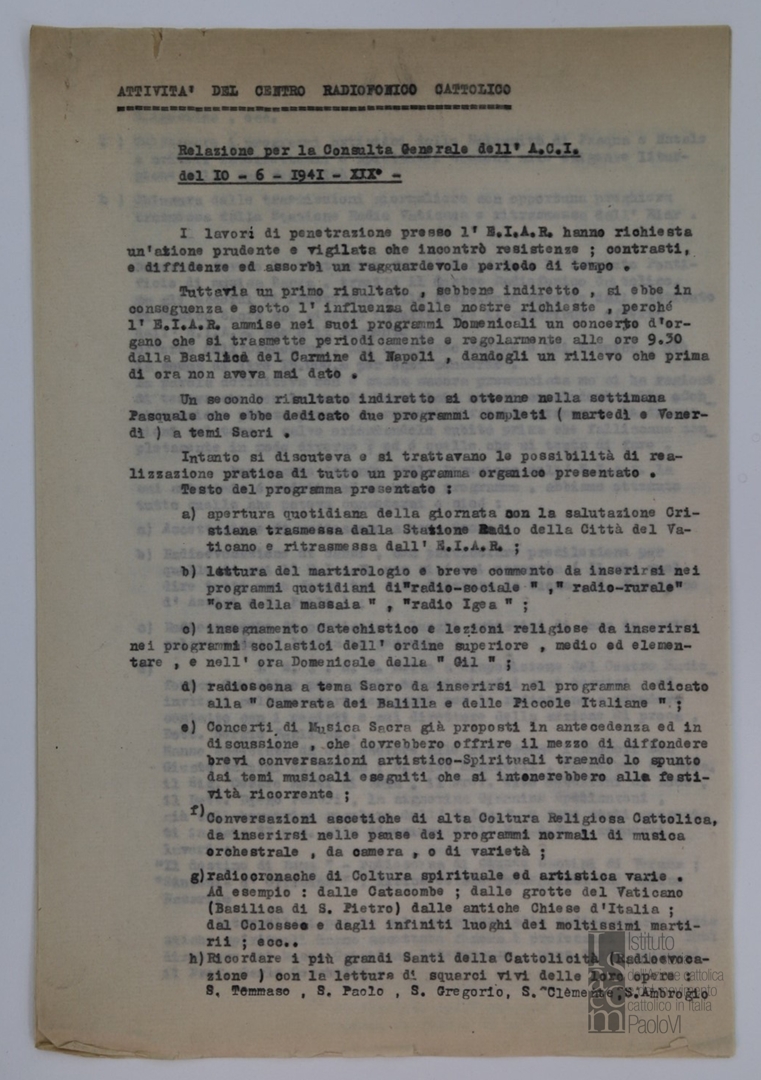 ATTIVITA' DEL CENTRO RADIOFONICO CATTOLICO
Relazione per la Consulta Generale dell' A.C.I.
del IO - 6 - I94I - XIX° -
I lavori di penetrazione presso l' E.I.A.R. hanno richiesta
un'atione prudente e vigilata che incontrò resistenze ; contrasti,
e diffidenze ed assorbì un ragguardevole periodo di tempo .
Tuttavia un primo risultato , sebbene indiretto , si ebbe in
conseguenza e sotto l' influenza delle nostre richieste , perché
l' E.I.A.R. ammise nei suoi programmi Domenicali un concerto d'or-
gano che si trasmette periodicamente e regolarmente alle ore 9.30
dalla Basilica del Carmine di Napoli , dandogli un rilievo che prima
di ora non aveva mai dato .
Un secondo risultato indiretto si ottenne nella settimana
Pasquale che ebbe dedicato due programmi completi ( martedì e Vener-
dì ) a temi Sacri .
Intanto si discuteva e si trattavano le possibilità di rea-
lizzazione pratica di tutto un programma organico presentato .
Testo del programma presentato :
a) apertura quotidiana della giornata con la salutazione Cri-
stiana trasmessa dalla Stazione Radio della Città del Va-
ticano e ritrasmessa dall' E.I.A.R. ;
b) lettura del martirologio e breve commento da inserirsi nei
programmi quotidiani di"radio-sociale " ," radio-rurale"
"ora della massaia " , "radio Igea " ;
c) insegnamento Catechistico e lezioni religiose da inserirsi
nei programmi scolastici dell' ordine superiore , medio ed elemen-
tare , e nell' ora Domenicale della " Gil " ;
d) radioscena a tema Sacro da inserirsi nel programma dedicato
alla " Camerata dei Balilla e delle Piccole Italiane " ;
e) Concerti di Musica Sacra già proposti in antecedenza ed in
discussione , che dovrebbero offrire il mezzo di diffondere
brevi conversazioni artistico-Spirituali traendo lo spunto
dai temi musicali eseguiti che si intonerebbero alla festi-
vità ricorrente ;
f) Conversazioni ascetiche di alta Coltura Religiosa Cattolica,
da inserirsi nelle pause dei programmi normali di musica
orchestrale , da camera , o di varietà ;
g) radiocronache di Coltura spirituale ed artistica varie .
Ad esempio : dalle Catacombe ; dalle grotte del Vaticano
(Basilica di S. Pietro) dalle antiche Chiese d'Italia ;
dal Colosseo e dagli infiniti luoghi dei moltissimi marti-
rii ; ecc..
h) Ricordare i più grandi Santi della Cattolicità (Radioevoca-
zione ) con la lettura di squarci vivi delle loro opere :
S. Tommaso , S. Paolo , S. Gregorio, S. Clèmente, S.Ambrogio
Istituto
cattolica
cattolico in Italia
PaoloVI